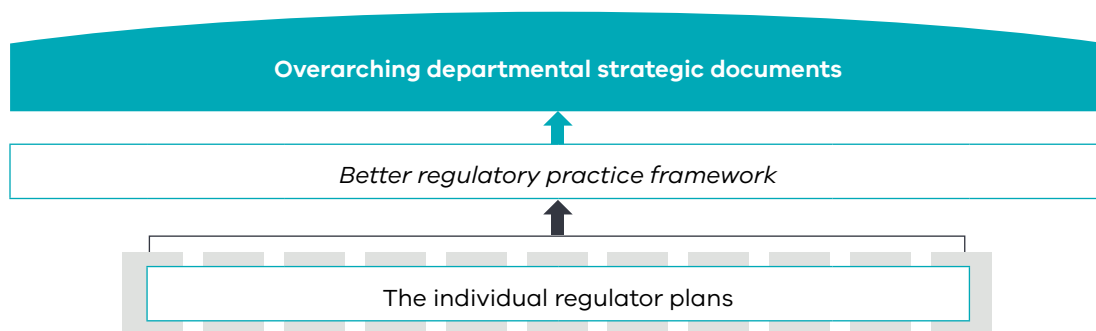 Overarching departmental strategic documents
Better regulatory practice framework
The individual regulator plans